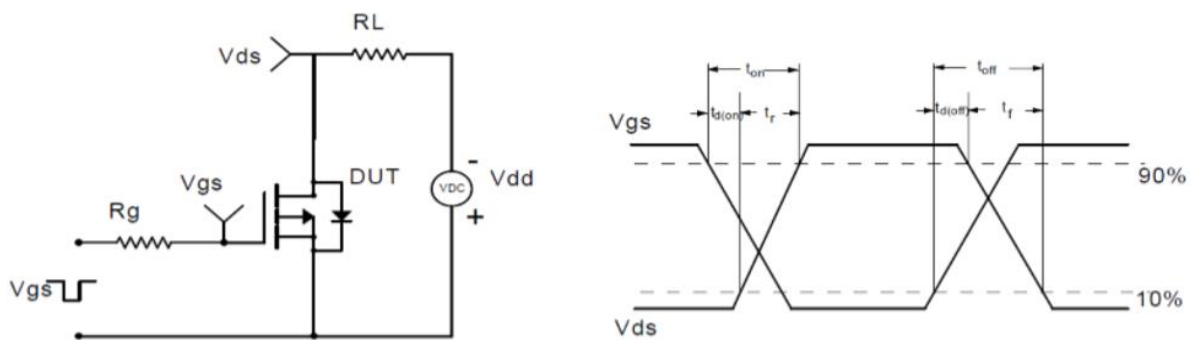 RL
Vds
-
Vgs
DUT
VDC
Vdd
Rg
+
Vgs
ton
toff
td(on)
tr
td(off)
tf
Vgs
90%
10%
Vds